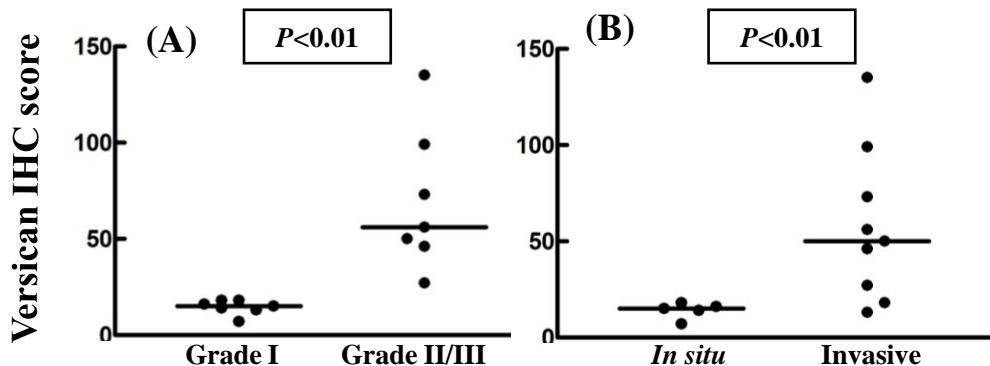 Versican IHC score
(A)
P<0.01
150
100
50
0
Grade I Grade II/III
(B)
P<0.01
150
100
50
0
In situ Invasive